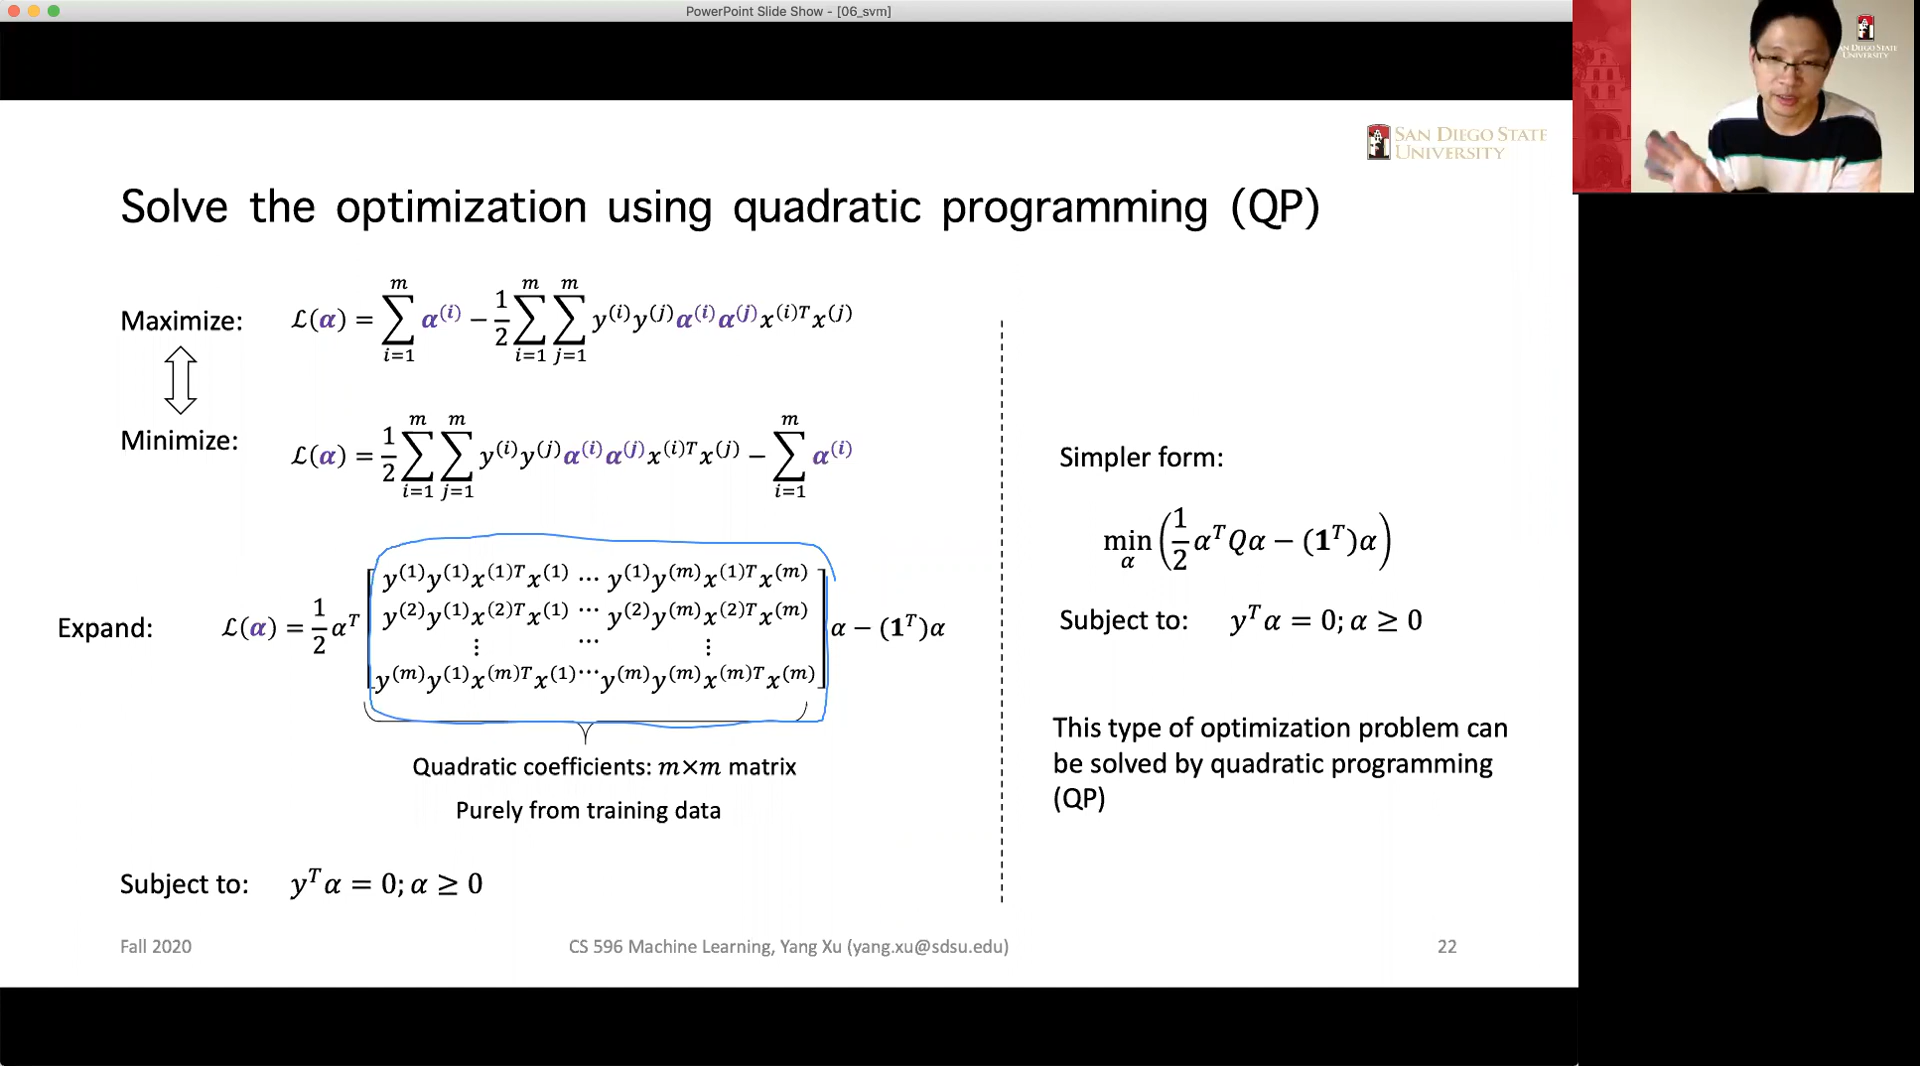 PowerPoint Slide Show - [06_svm]
SAN DIEGO STATE
UNIVERSITY
Solve the optimization using quadratic programming (QP)
Maximize: ℒ(α) = ∑_{i=1}^{m} α^{(i)} − 1/2 ∑_{i=1}^{m} ∑_{j=1}^{m} y^{(i)}y^{(j)}α^{(i)}α^{(j)}x^{(i)T}x^{(j)}
Minimize: ℒ(α) = 1/2 ∑_{i=1}^{m} ∑_{j=1}^{m} y^{(i)}y^{(j)}α^{(i)}α^{(j)}x^{(i)T}x^{(j)} − ∑_{i=1}^{m} α^{(i)}
Expand: ℒ(α) = 1/2 α^T [
y^{(1)}y^{(1)}x^{(1)T}x^{(1)} ⋯ y^{(1)}y^{(m)}x^{(1)T}x^{(m)}
y^{(2)}y^{(1)}x^{(2)T}x^{(1)} ⋯ y^{(2)}y^{(m)}x^{(2)T}x^{(m)}
⋮ ⋯ ⋮
y^{(m)}y^{(1)}x^{(m)T}x^{(1)} ⋯ y^{(m)}y^{(m)}x^{(m)T}x^{(m)}
] α − (1^T)α
Quadratic coefficients: m×m matrix
Purely from training data
Subject to: y^T α = 0; α ≥ 0
Simpler form:
min_α (1/2 α^T Qα − (1^T)α)
Subject to: y^T α = 0; α ≥ 0
This type of optimization problem can
be solved by quadratic programming
(QP)
Fall 2020
CS 596 Machine Learning, Yang Xu (yang.xu@sdsu.edu)
22
UNIVERSITY